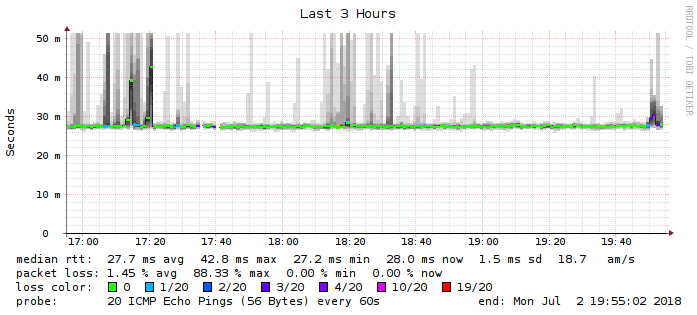 Last 3 Hours
RRDTOOL / TOBI OETIKER
Seconds
50 m
40 m
30 m
20 m
10 m
0
17:00 17:20 17:40 18:00 18:20 18:40 19:00 19:20 19:40
median rtt: 27.7 ms avg 42.8 ms max 27.2 ms min 28.0 ms now 1.5 ms sd 18.7 am/s
packet loss: 1.45 % avg 88.33 % max 0.00 % min 0.00 % now
loss color: 0 1/20 2/20 3/20 4/20 10/20 19/20
probe: 20 ICMP Echo Pings (56 Bytes) every 60s end: Mon Jul 2 19:55:02 2018